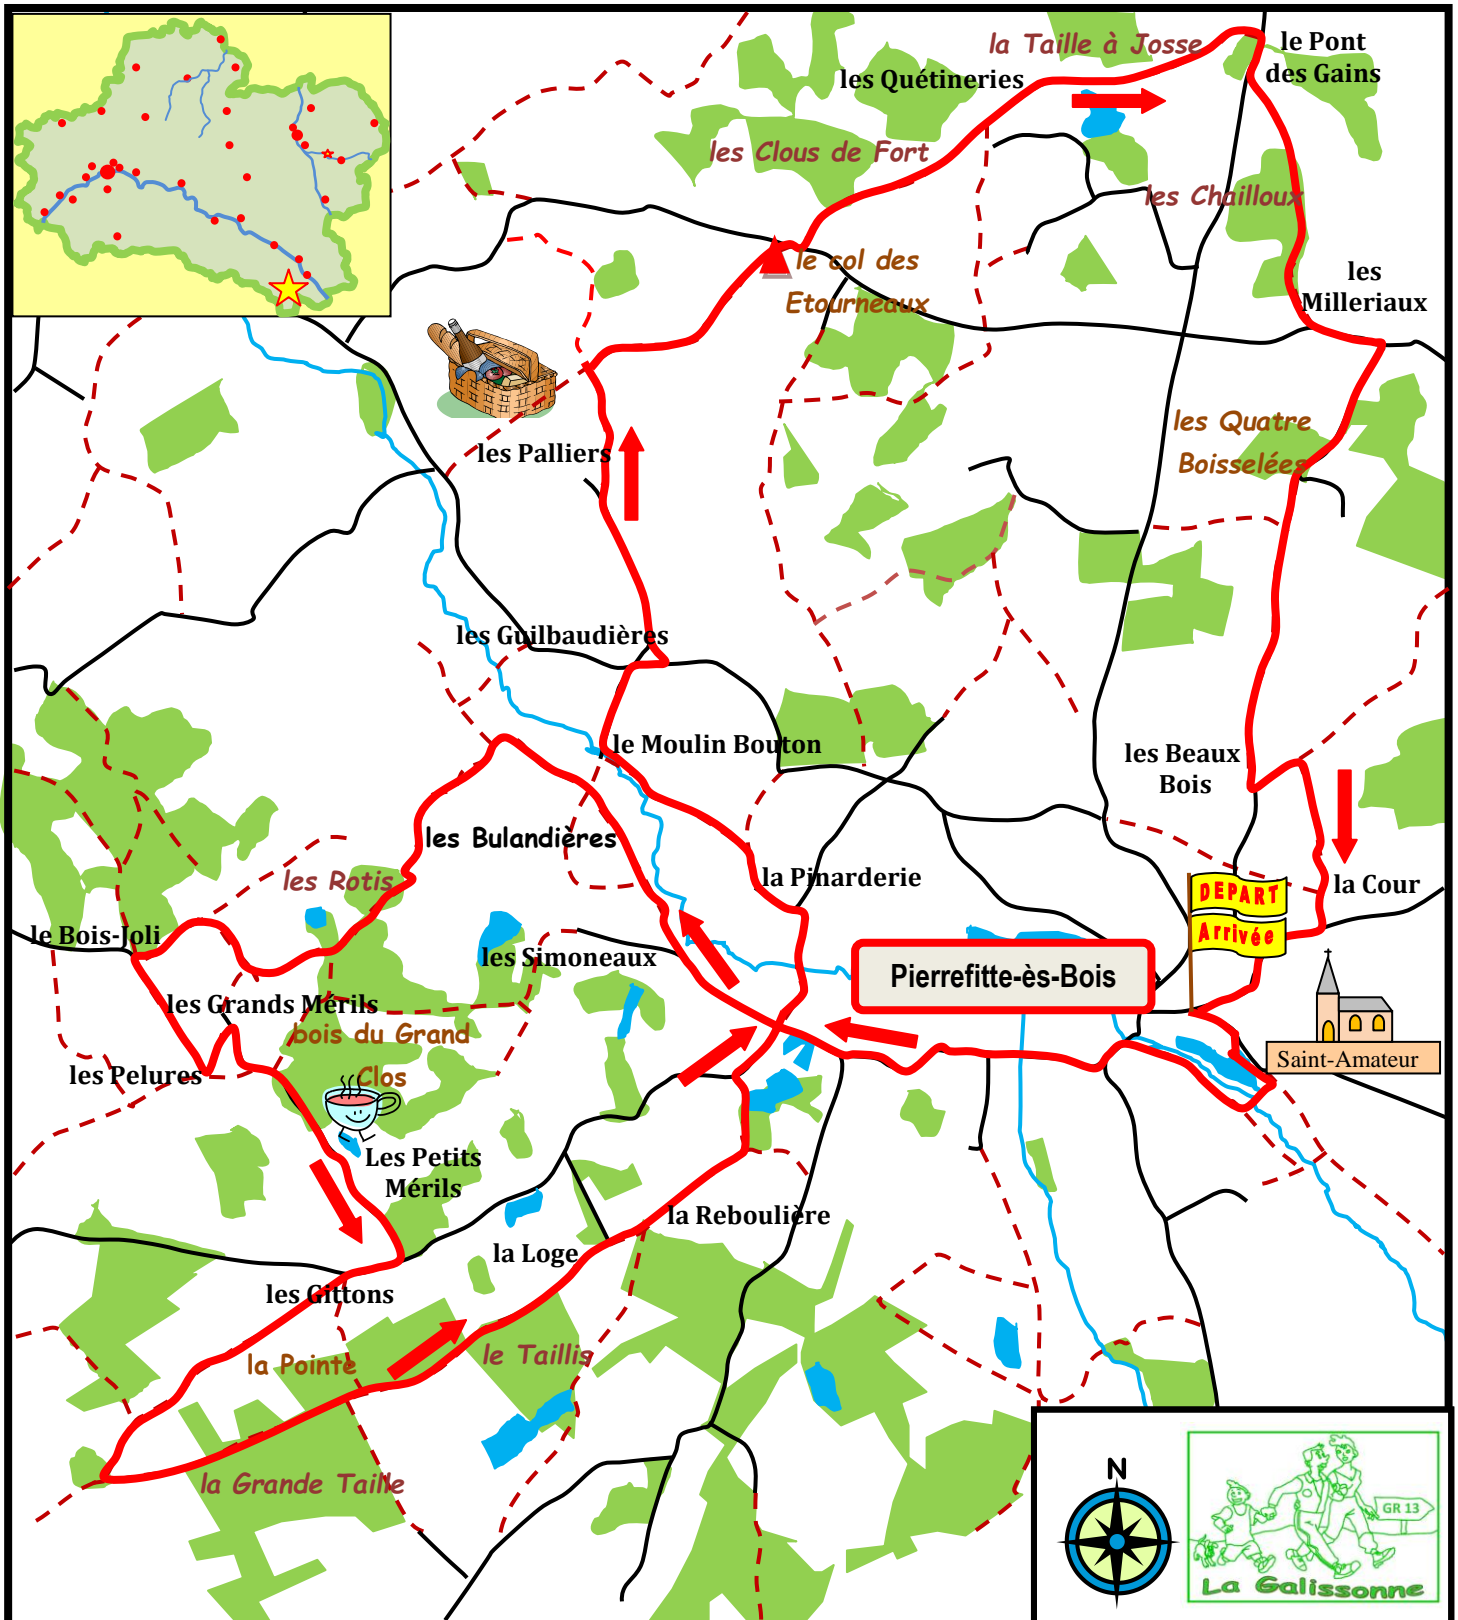 la Taille à Josse
le Pont
des Gains
les Quétineries
les Clous de Fort
les Chailloux
le col des
Etourneaux
les
Milleriaux
les Quatre
Boisselées
les Palliers
les Guilbaudières
le Moulin Bouton
les Beaux
Bois
les Bulandières
la Pinarderie
les Rotis
DEPART
Arrivée
la Cour
le Bois-Joli
les Simoneaux
Pierrefitte-ès-Bois
les Grands Mérils
bois du Grand
Clos
Saint-Amateur
les Pelures
Les Petits
Mérils
la Reboulière
la Loge
les Gittons
la Pointe
le Taillis
la Grande Taille
N
GR 13
La Galissonne